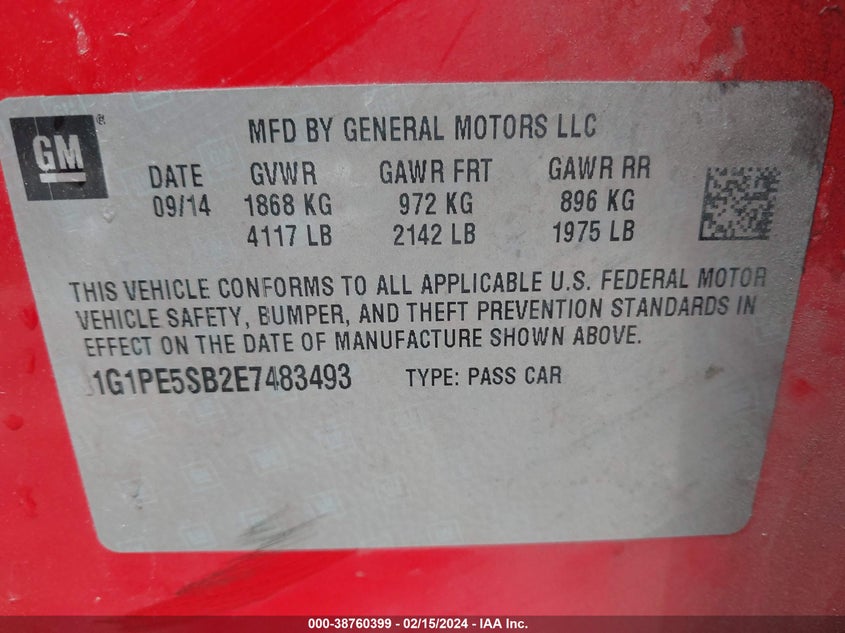 GM ®
MFD BY GENERAL MOTORS LLC
DATE GVWR GAWR FRT GAWR RR
09/14 1868 KG 972 KG 896 KG
4117 LB 2142 LB 1975 LB
THIS VEHICLE CONFORMS TO ALL APPLICABLE U.S. FEDERAL MOTOR
VEHICLE SAFETY, BUMPER, AND THEFT PREVENTION STANDARDS IN
EFFECT ON THE DATE OF MANUFACTURE SHOWN ABOVE.
1G1PE5SB2E7483493 TYPE: PASS CAR
000-38760399 - 02/15/2024 - IAA Inc.